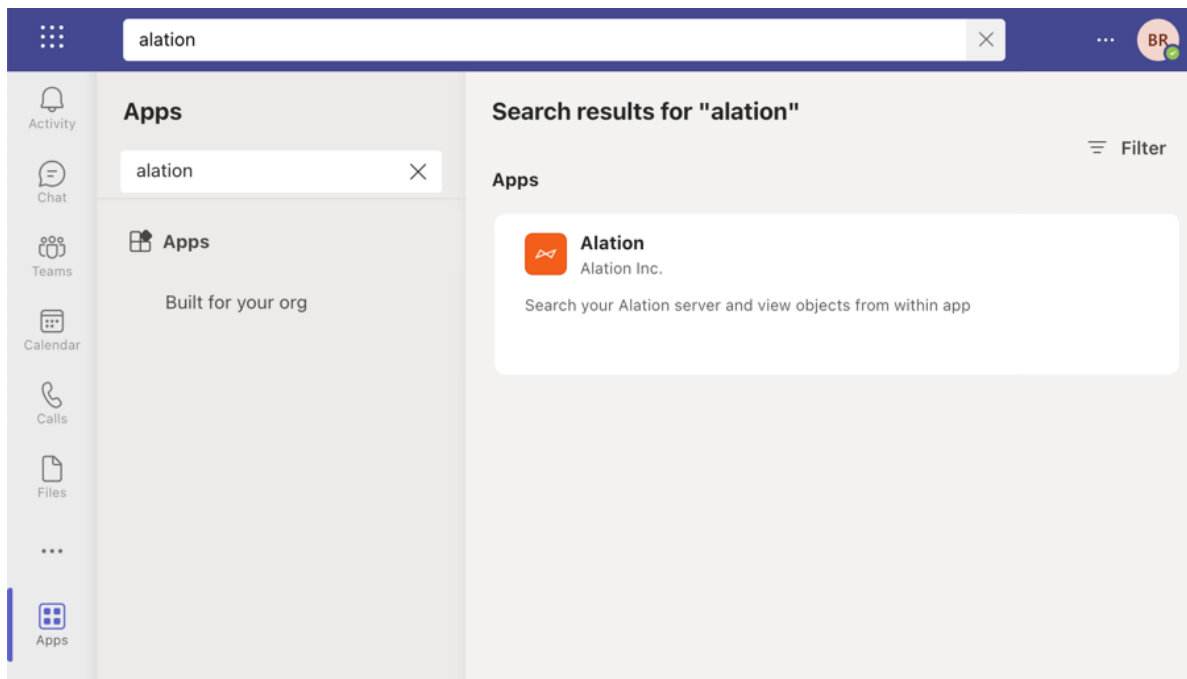 alation
BR
Activity
Chat
Teams
Calendar
Calls
Files
Apps
Apps
alation
Apps
Built for your org
Search results for "alation"
Filter
Apps
Alation
Alation Inc.
Search your Alation server and view objects from within app